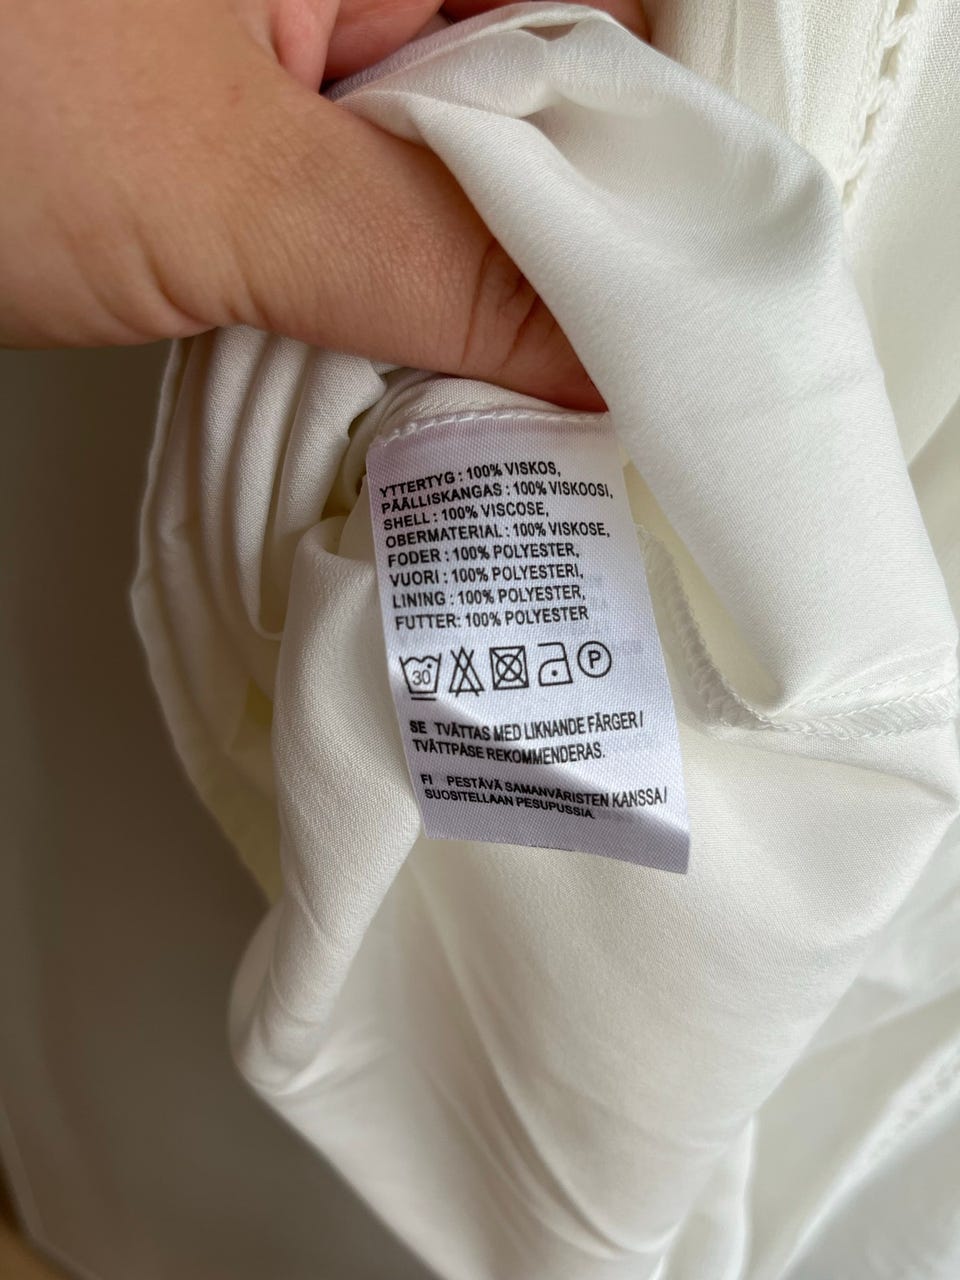 YTTERTYG : 100% VISKOS,
PÄÄLLISKANGAS : 100% VISKOOSI,
SHELL : 100% VISCOSE,
OBERMATERIAL : 100% VISKOSE,
FODER : 100% POLYESTER,
VUORI : 100% POLYESTERI,
LINING : 100% POLYESTER,
FUTTER: 100% POLYESTER
30 P
SE TVÄTTAS MED LIKNANDE FÄRGER /
TVÄTTPÅSE REKOMMENDERAS.
FI PESTÄVÄ SAMANVÄRISTEN KANSSA /
SUOSITELLAAN PESUPUSSIA.